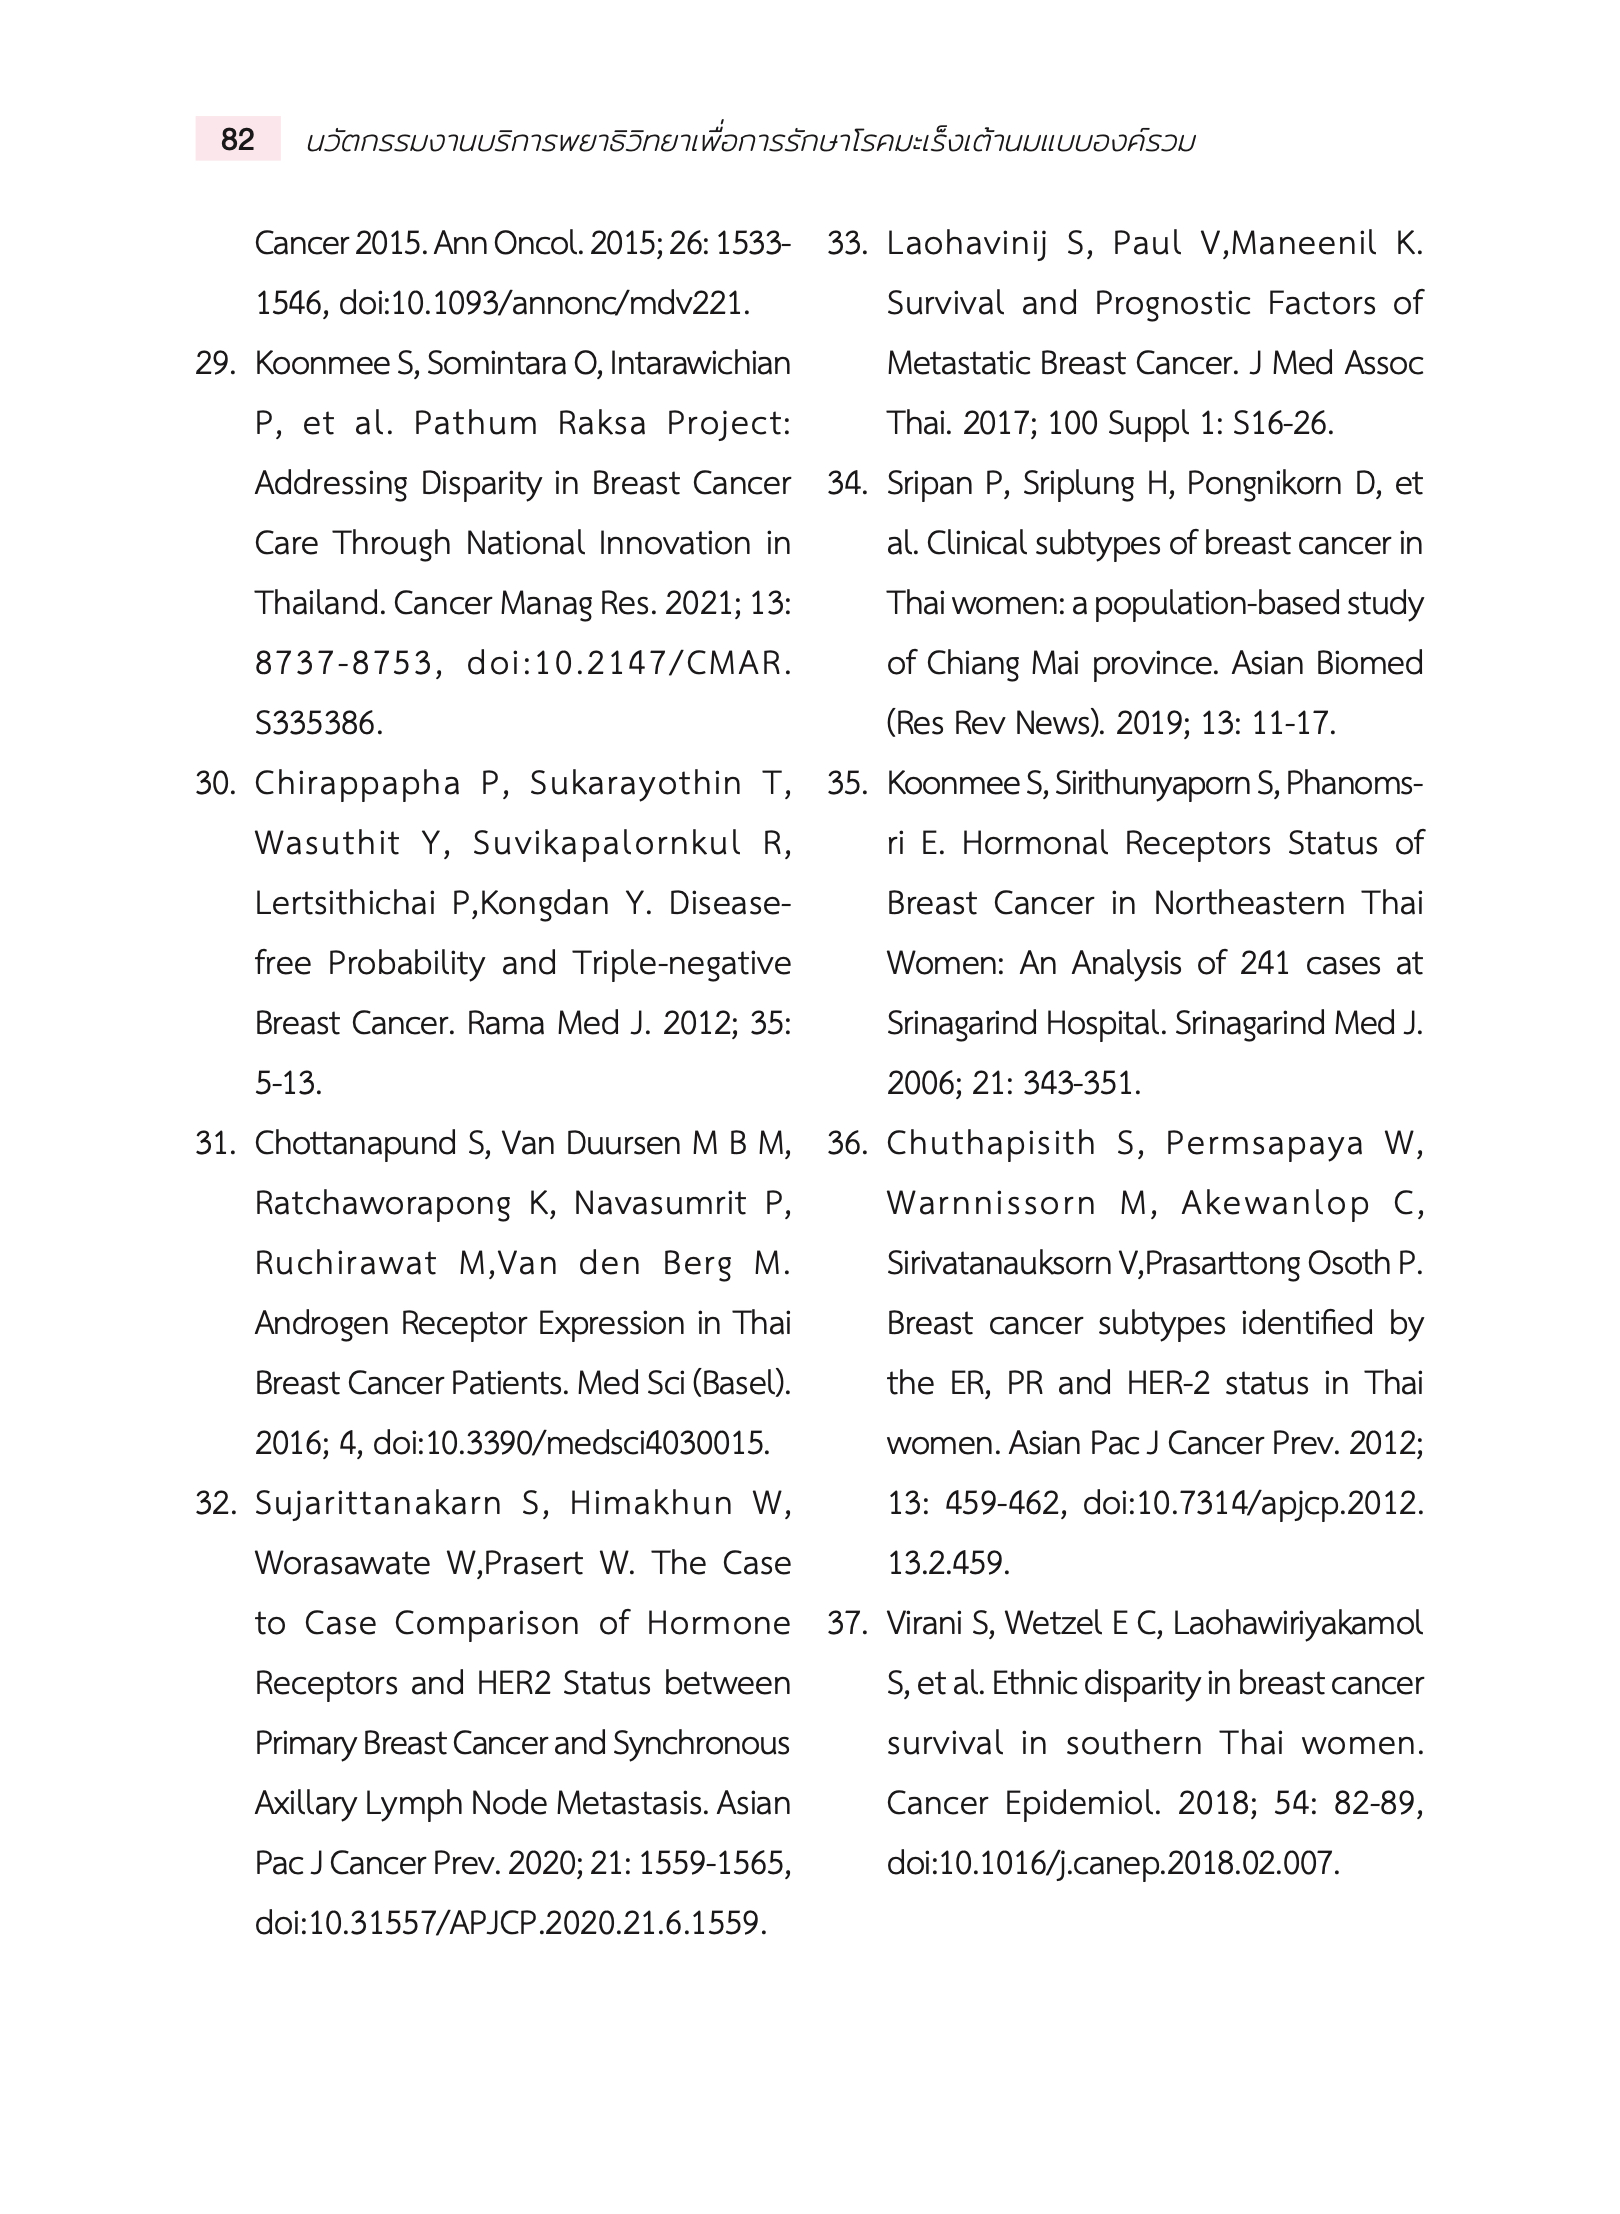 82 นวัตกรรมงานบริการพยาธิวิทยาเพื่อการรักษาโรคมะเร็งเต้านมแบบองค์รวม
Cancer 2015. Ann Oncol. 2015; 26: 1533-
1546, doi:10.1093/annonc/mdv221.
29. Koonmee S, Somintara O, Intarawichian
P, et al. Pathum Raksa Project:
Addressing Disparity in Breast Cancer
Care Through National Innovation in
Thailand. Cancer Manag Res. 2021; 13:
8737-8753, doi:10.2147/CMAR.
S335386.
30. Chirappapha P, Sukarayothin T,
Wasuthit Y, Suvikapalornkul R,
Lertsithichai P,Kongdan Y. Disease-
free Probability and Triple-negative
Breast Cancer. Rama Med J. 2012; 35:
5-13.
31. Chottanapund S, Van Duursen M B M,
Ratchaworapong K, Navasumrit P,
Ruchirawat M,Van den Berg M.
Androgen Receptor Expression in Thai
Breast Cancer Patients. Med Sci (Basel).
2016; 4, doi:10.3390/medsci4030015.
32. Sujarittanakarn S, Himakhun W,
Worasawate W,Prasert W. The Case
to Case Comparison of Hormone
Receptors and HER2 Status between
Primary Breast Cancer and Synchronous
Axillary Lymph Node Metastasis. Asian
Pac J Cancer Prev. 2020; 21: 1559-1565,
doi:10.31557/APJCP.2020.21.6.1559.
33. Laohavinij S, Paul V,Maneenil K.
Survival and Prognostic Factors of
Metastatic Breast Cancer. J Med Assoc
Thai. 2017; 100 Suppl 1: S16-26.
34. Sripan P, Sriplung H, Pongnikorn D, et
al. Clinical subtypes of breast cancer in
Thai women: a population-based study
of Chiang Mai province. Asian Biomed
(Res Rev News). 2019; 13: 11-17.
35. Koonmee S, Sirithunyaporn S, Phanoms-
ri E. Hormonal Receptors Status of
Breast Cancer in Northeastern Thai
Women: An Analysis of 241 cases at
Srinagarind Hospital. Srinagarind Med J.
2006; 21: 343-351.
36. Chuthapisith S, Permsapaya W,
Warnnissorn M, Akewanlop C,
Sirivatanauksorn V,Prasarttong Osoth P.
Breast cancer subtypes identified by
the ER, PR and HER-2 status in Thai
women. Asian Pac J Cancer Prev. 2012;
13: 459-462, doi:10.7314/apjcp.2012.
13.2.459.
37. Virani S, Wetzel E C, Laohawiriyakamol
S, et al. Ethnic disparity in breast cancer
survival in southern Thai women.
Cancer Epidemiol. 2018; 54: 82-89,
doi:10.1016/j.canep.2018.02.007.